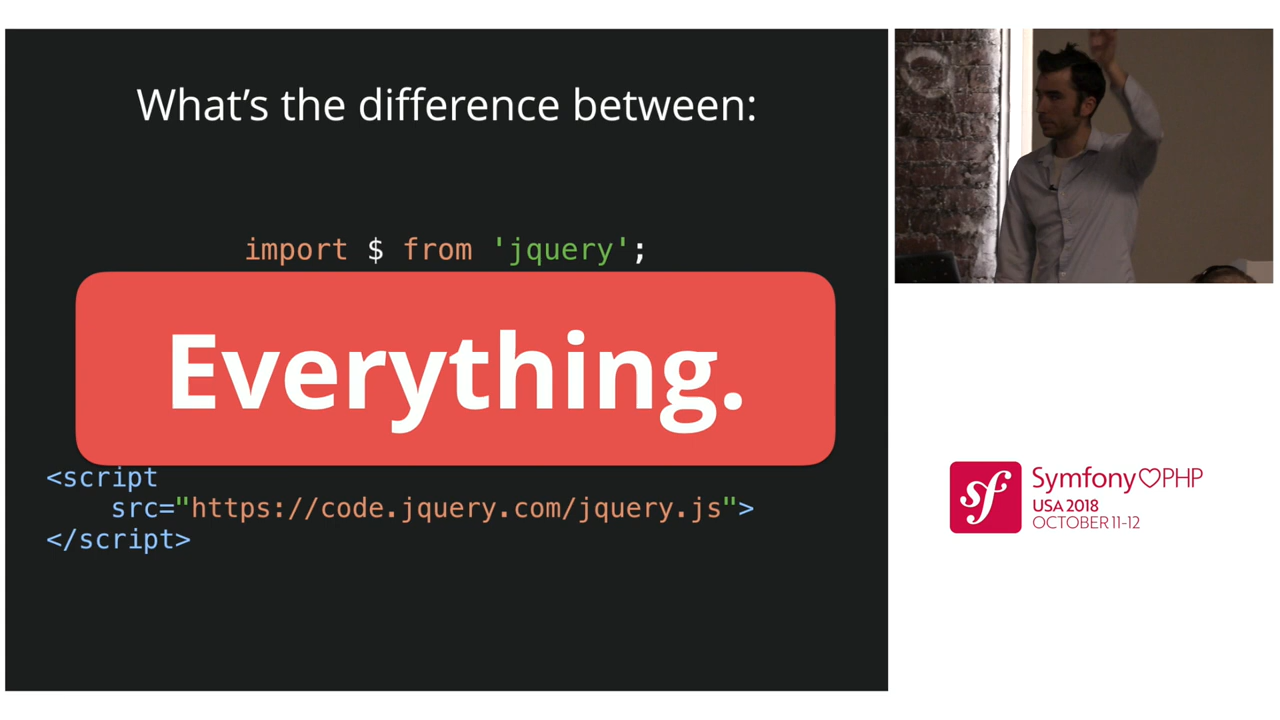 What’s the difference between:
import $ from 'jquery';
Everything.
<script
src="https://code.jquery.com/jquery.js">
</script>
sf
Symfony♡PHP
USA 2018
OCTOBER 11-12